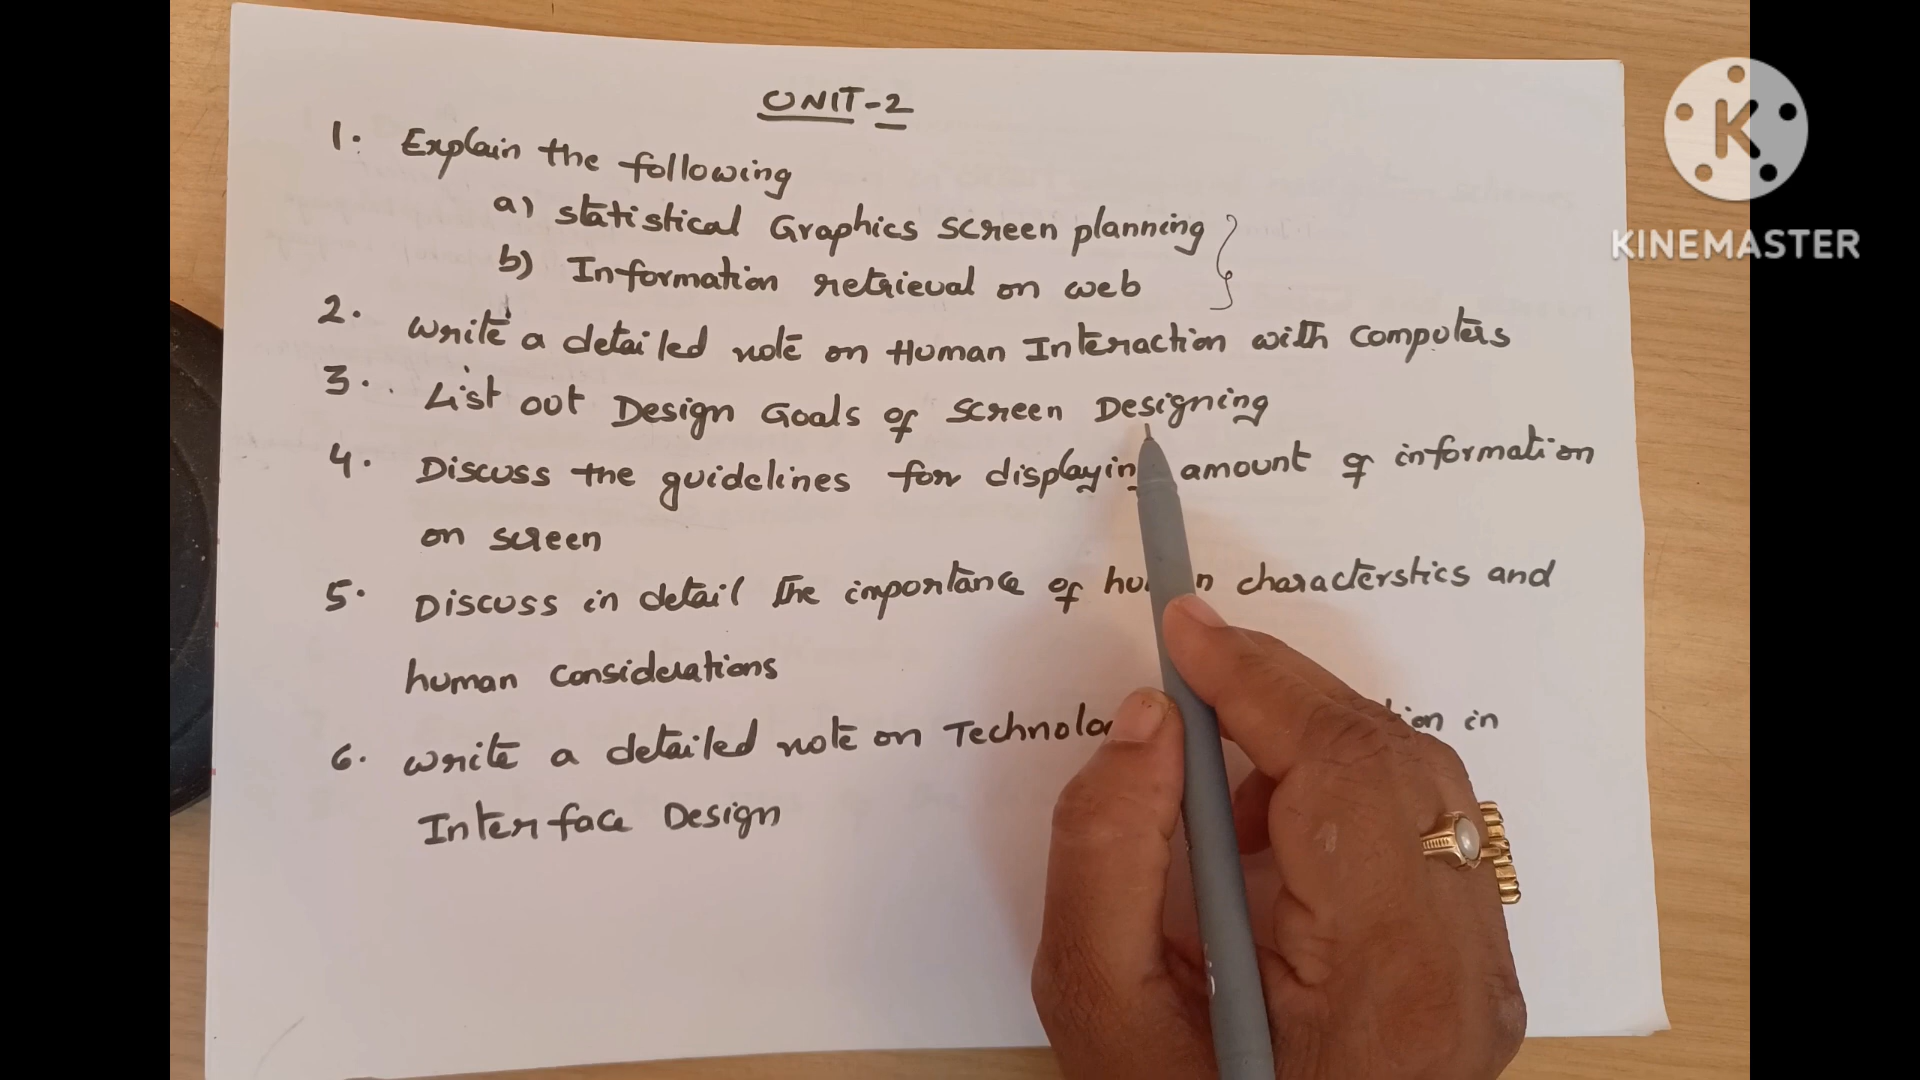 UNIT-2
1. Explain the following
a) Statistical Graphics screen planning
b) Information retrieval on web
2. write a detailed note on Human Interaction with Computers
3. List out Design Goals of screen Designing
4. Discuss the guidelines for displaying amount of information
on screen
5. Discuss in detail the importance of characterstics and
human considerations
6. write a detailed note on in
Interface Design
K
KINEMASTER